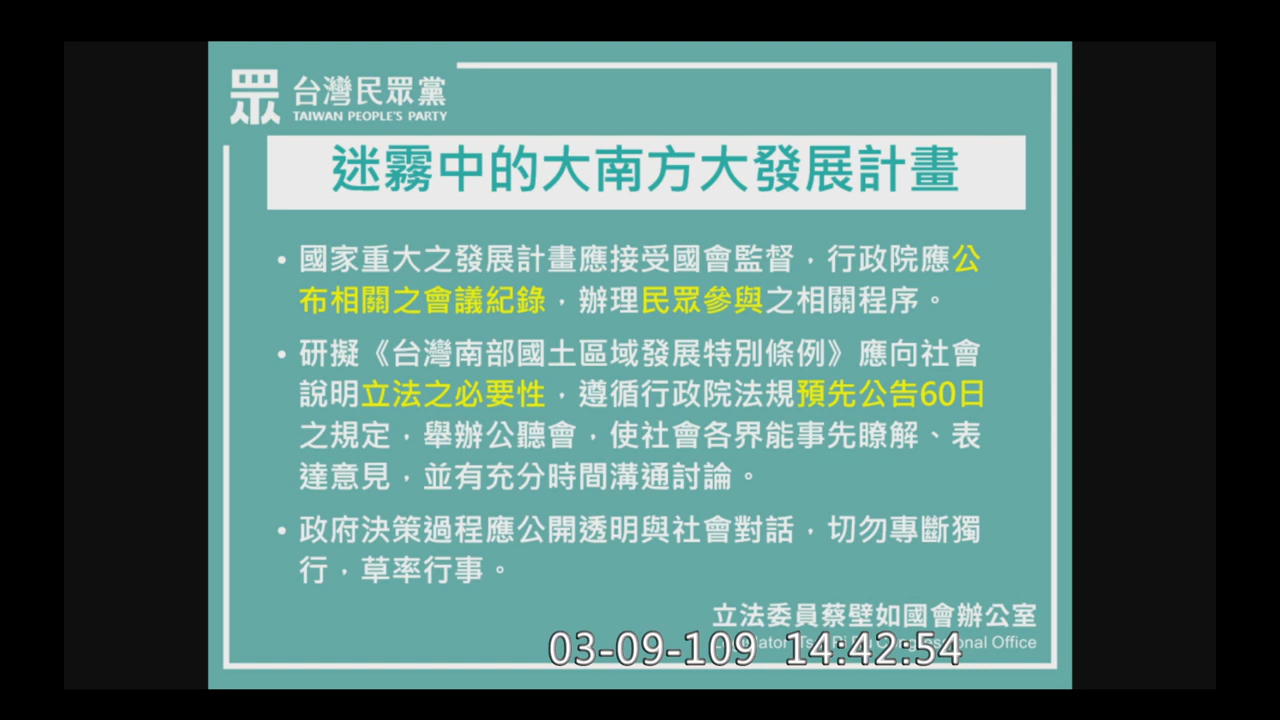 眾 台灣民眾黨
TAIWAN PEOPLE'S PARTY
迷霧中的大南方大發展計畫
• 國家重大之發展計畫應接受國會監督，行政院應公
布相關之會議紀錄，辦理民眾參與之相關程序。
• 研擬《台灣南部國土區域發展特別條例》應向社會
說明立法之必要性，遵循行政院法規預先公告60日
之規定，舉辦公聽會，使社會各界能事先瞭解、表
達意見，並有充分時間溝通討論。
• 政府決策過程應公開透明與社會對話，切勿專斷獨
行，草率行事。
立法委員蔡壁如國會辦公室
Office
03-09-109 14:42:54